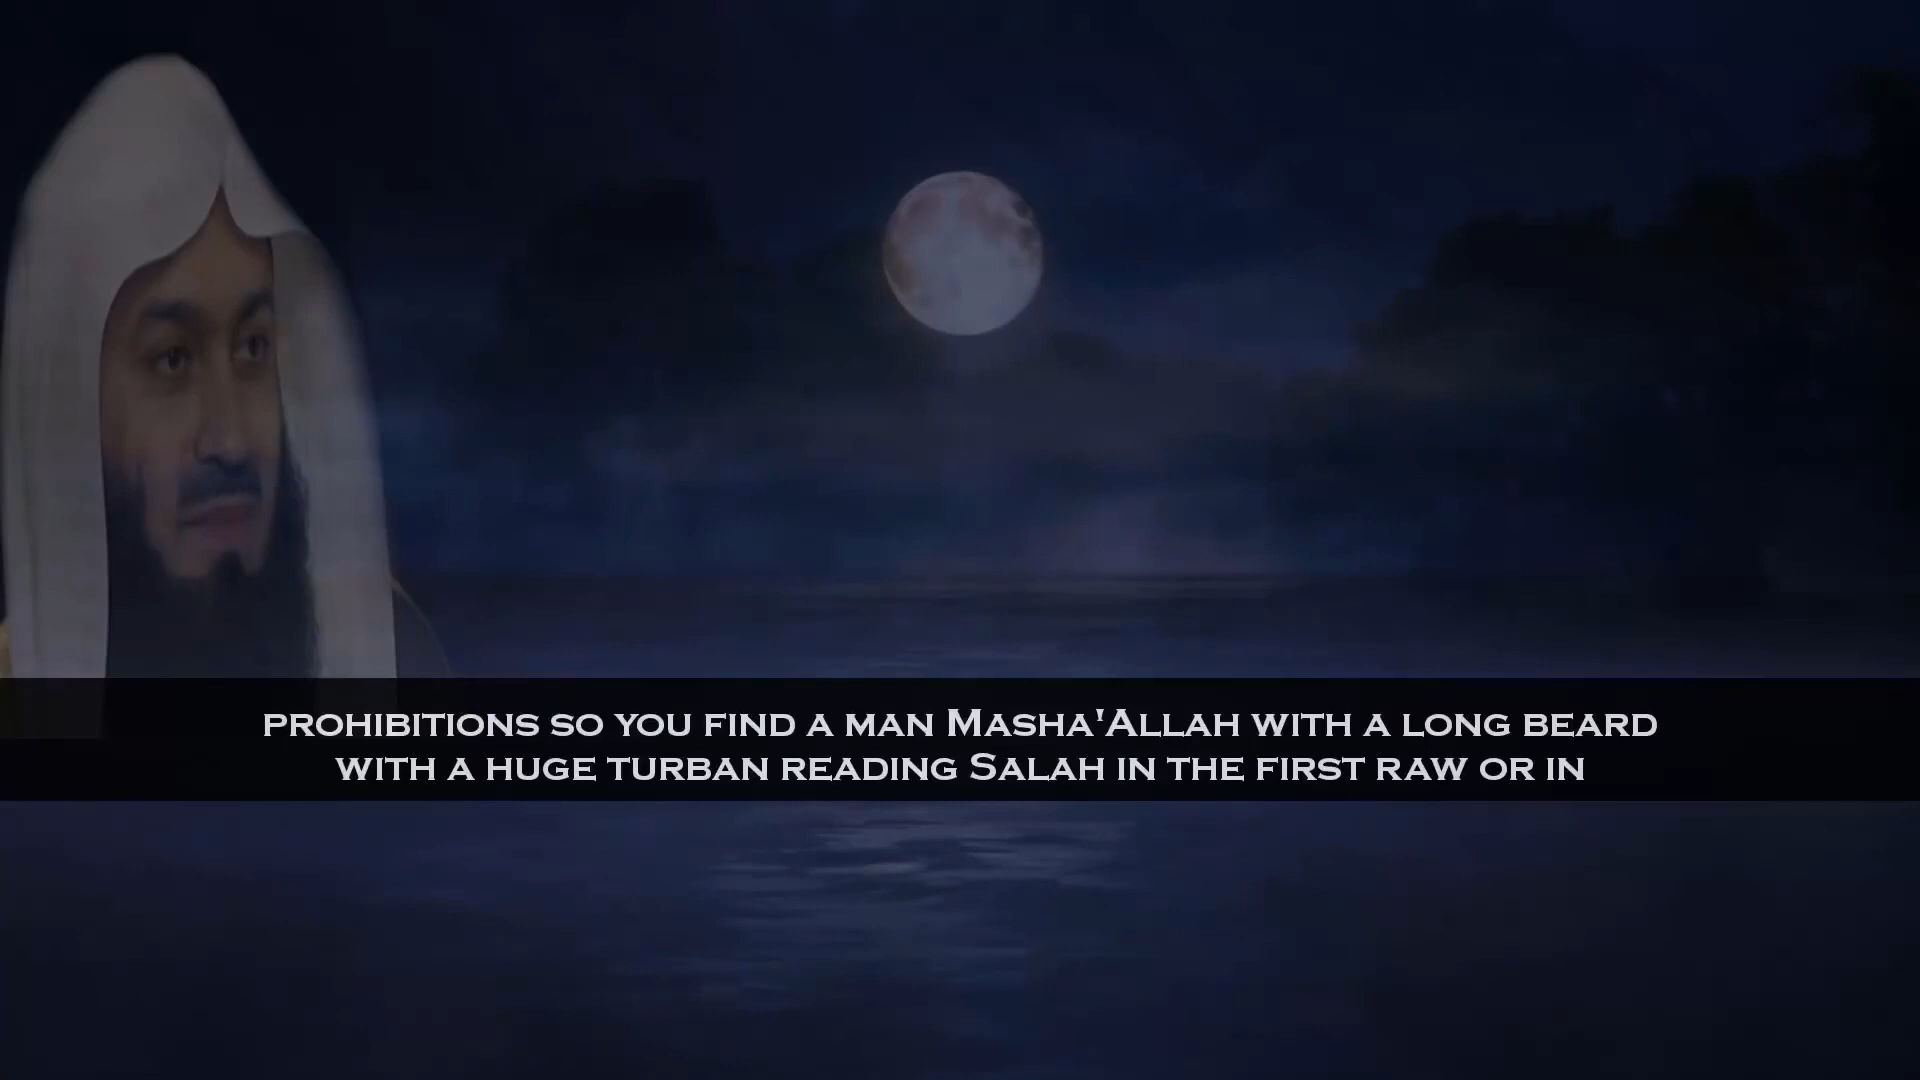 PROHIBITIONS SO YOU FIND A MAN MASHA'ALLAH WITH A LONG BEARD
WITH A HUGE TURBAN READING SALAH IN THE FIRST RAW OR IN